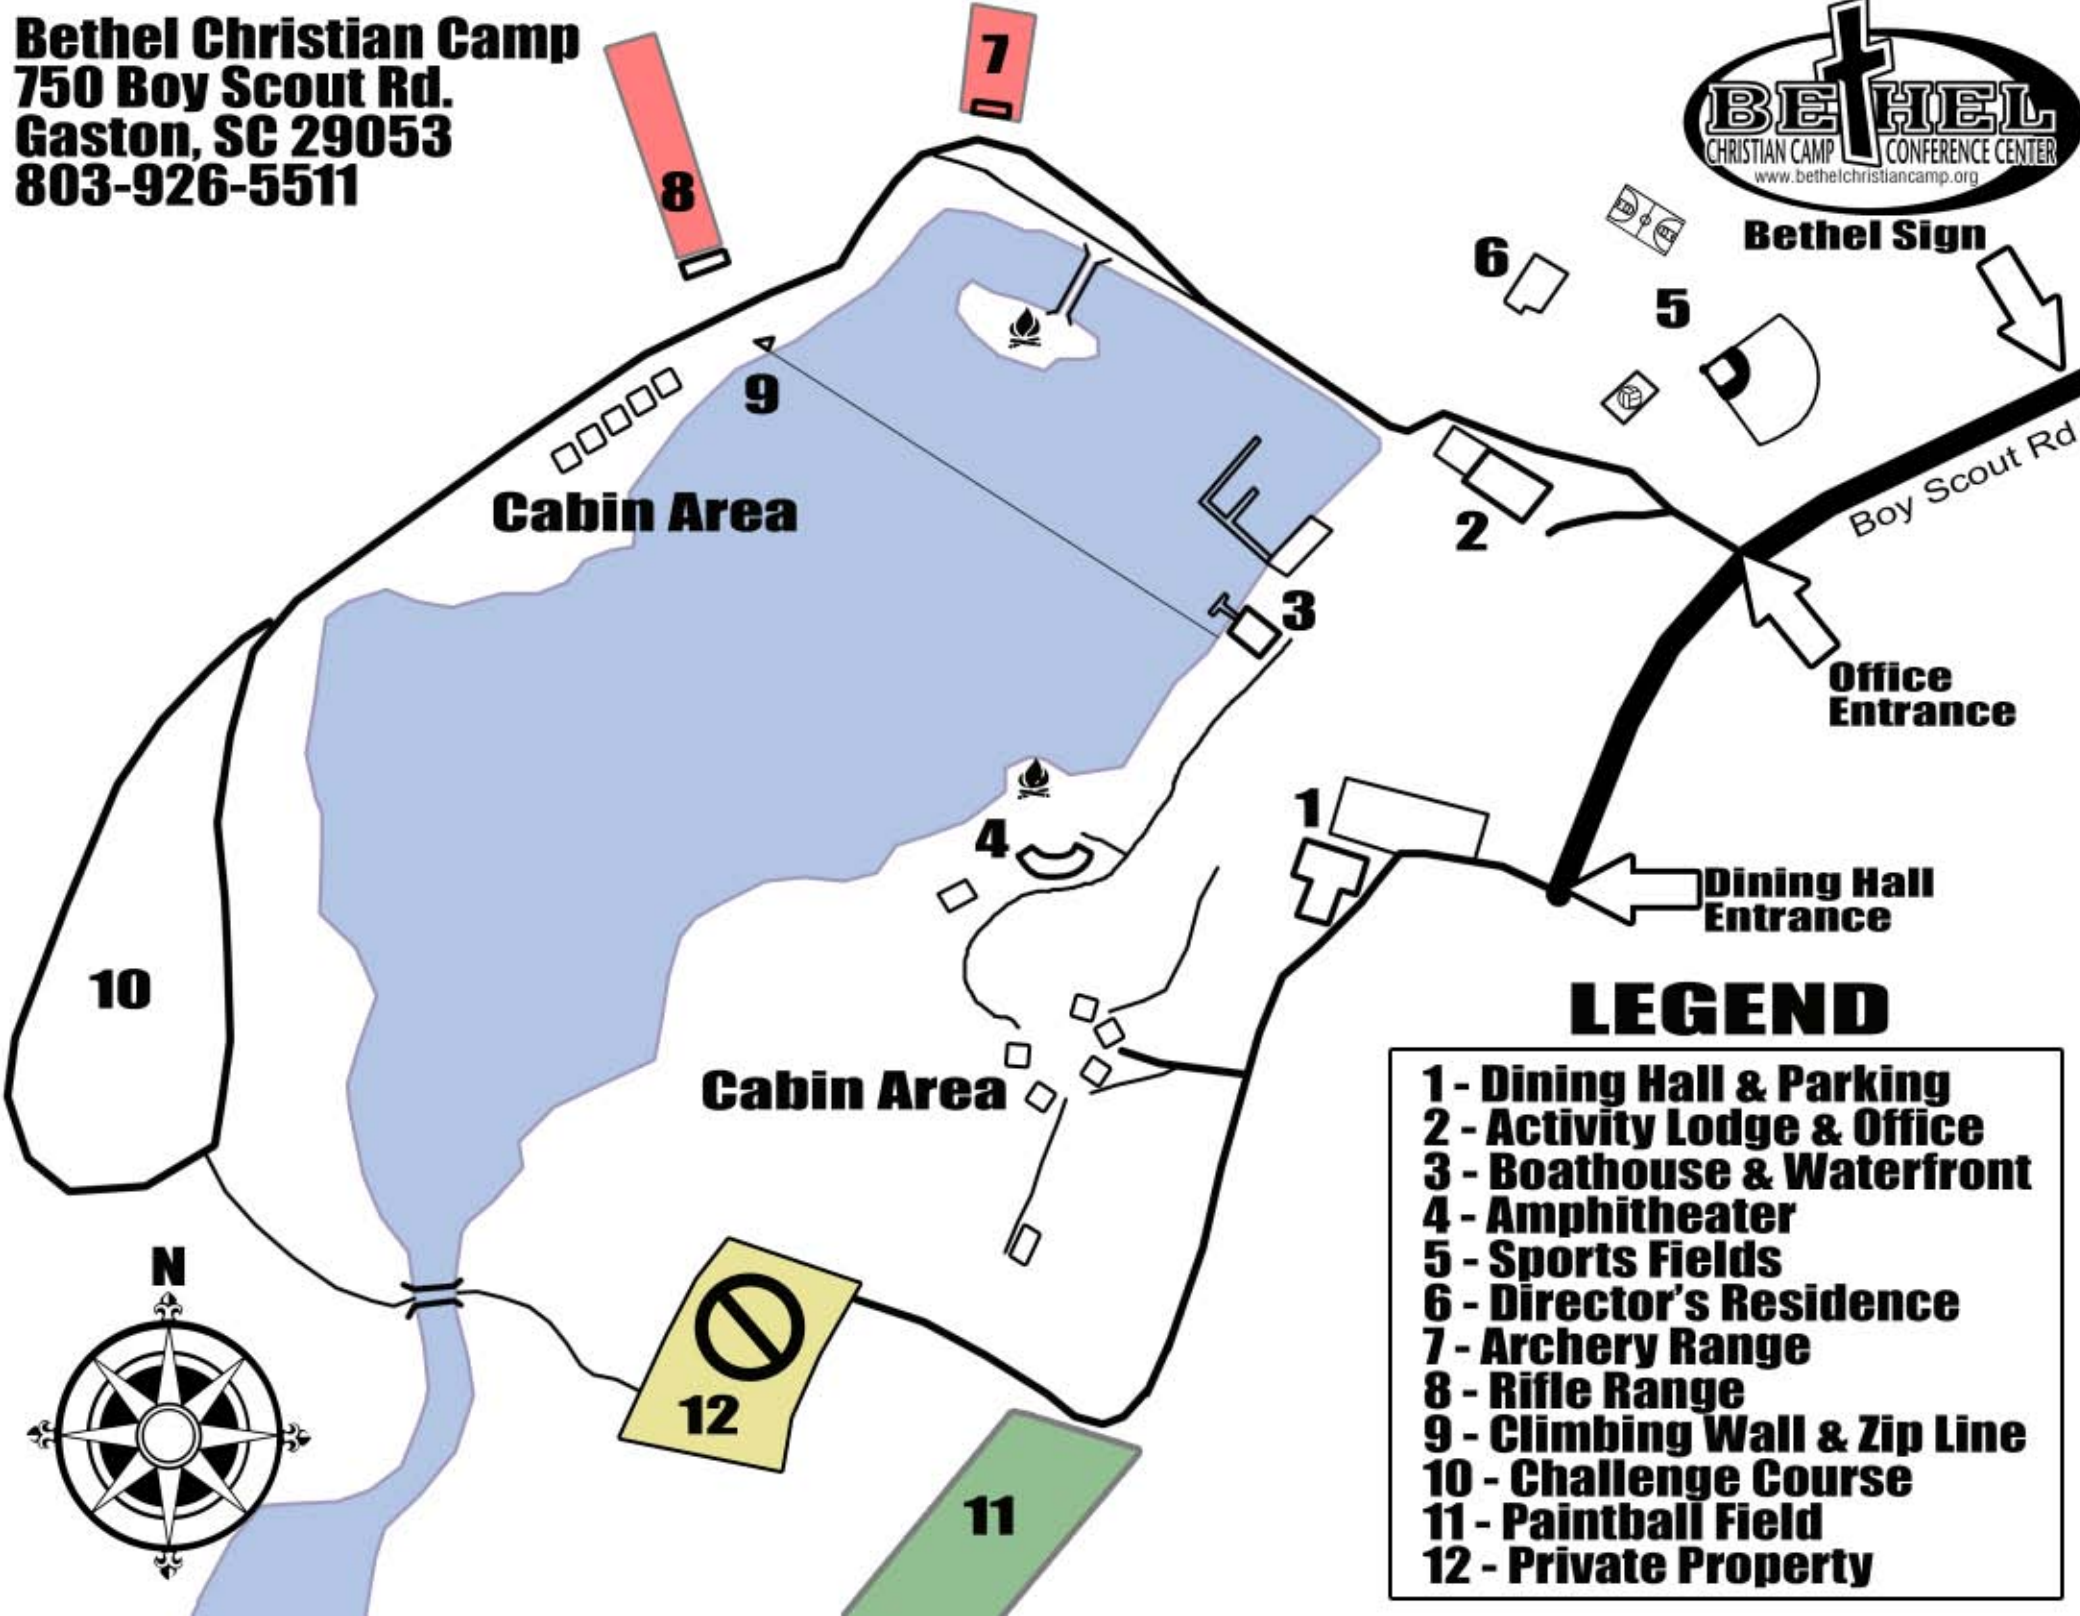 Bethel Christian Camp
750 Boy Scout Rd.
Gaston, SC 29053
803-926-5511
7
8
BETHEL
CHRISTIAN CAMP CONFERENCE CENTER
www.bethelchristiancamp.org
Bethel Sign
6
5
9
Boy Scout Rd
Cabin Area
2
3
Office
Entrance
1
4
Dining Hall
Entrance
10
Cabin Area
N
12
11
LEGEND
1 - Dining Hall & Parking
2 - Activity Lodge & Office
3 - Boathouse & Waterfront
4 - Amphitheater
5 - Sports Fields
6 - Director's Residence
7 - Archery Range
8 - Rifle Range
9 - Climbing Wall & Zip Line
10 - Challenge Course
11 - Paintball Field
12 - Private Property